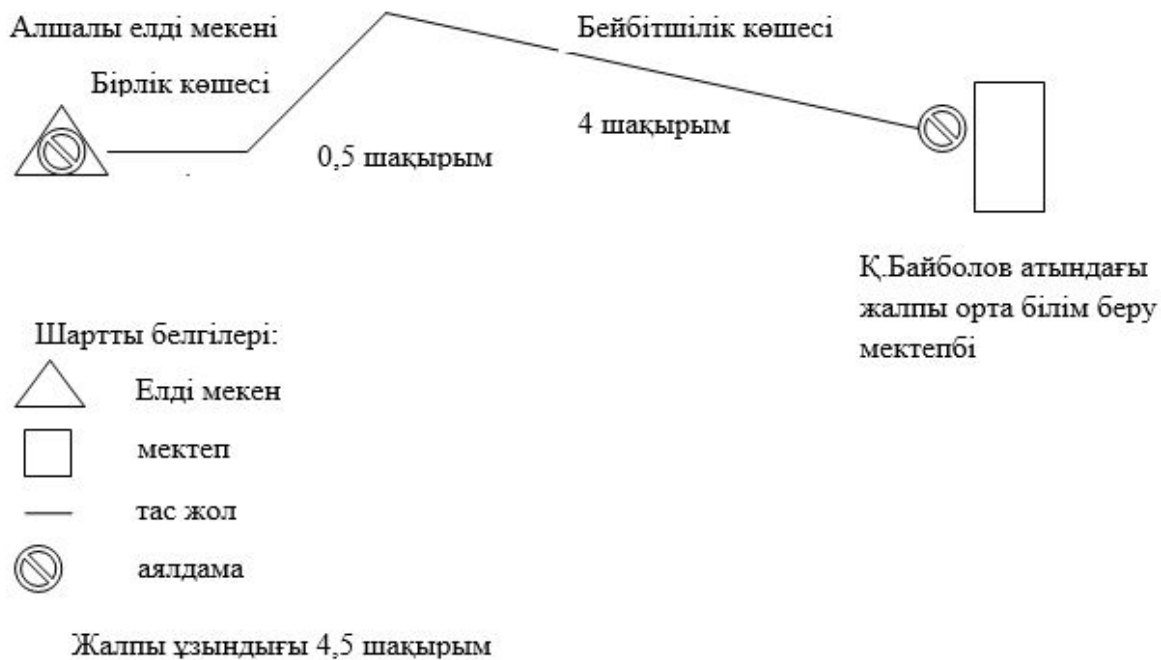 Алшалы елді мекені
Бейбітшілік көшесі
Бірлік көшесі
4 шақырым
0,5 шақырым
Қ.Байболов атындағы
жалпы орта білім беру
мектепбі
Шартты белгілері:
Елді мекен
мектеп
тас жол
аялдама
Жалпы ұзындығы 4,5 шақырым